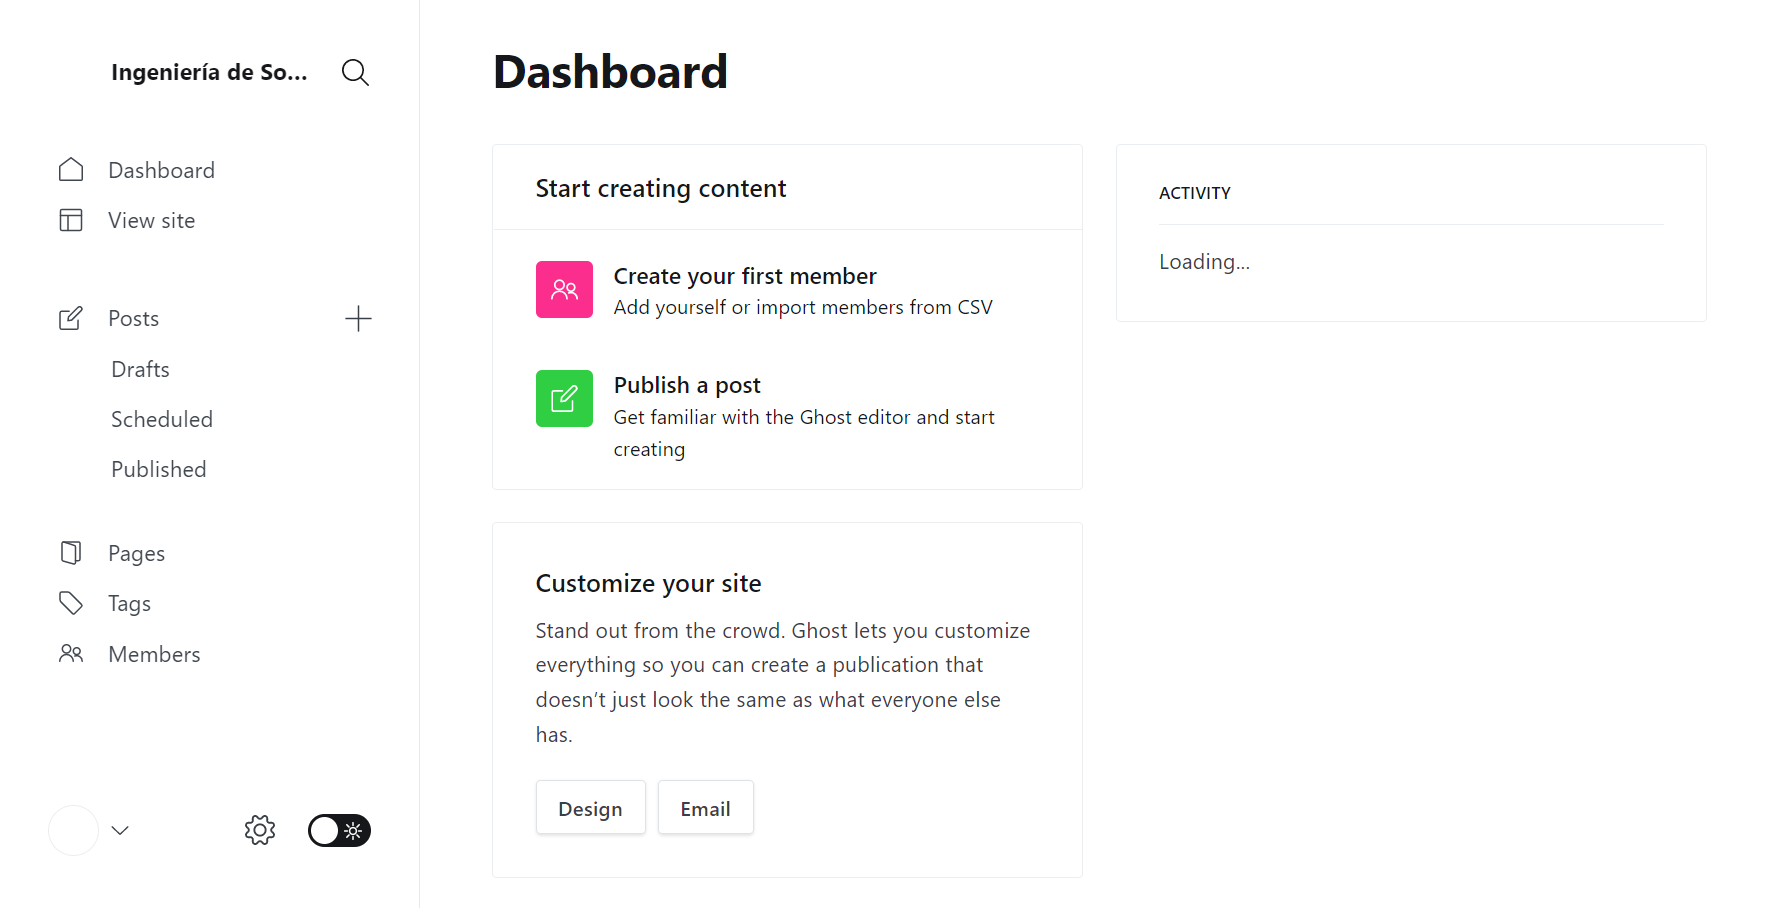 Ingeniería de So...
Dashboard
View site
Posts
Drafts
Scheduled
Published
Pages
Tags
Members
Dashboard
Start creating content
Create your first member
Add yourself or import members from CSV
Publish a post
Get familiar with the Ghost editor and start
creating
Customize your site
Stand out from the crowd. Ghost lets you customize
everything so you can create a publication that
doesn’t just look the same as what everyone else
has.
Design
Email
ACTIVITY
Loading...